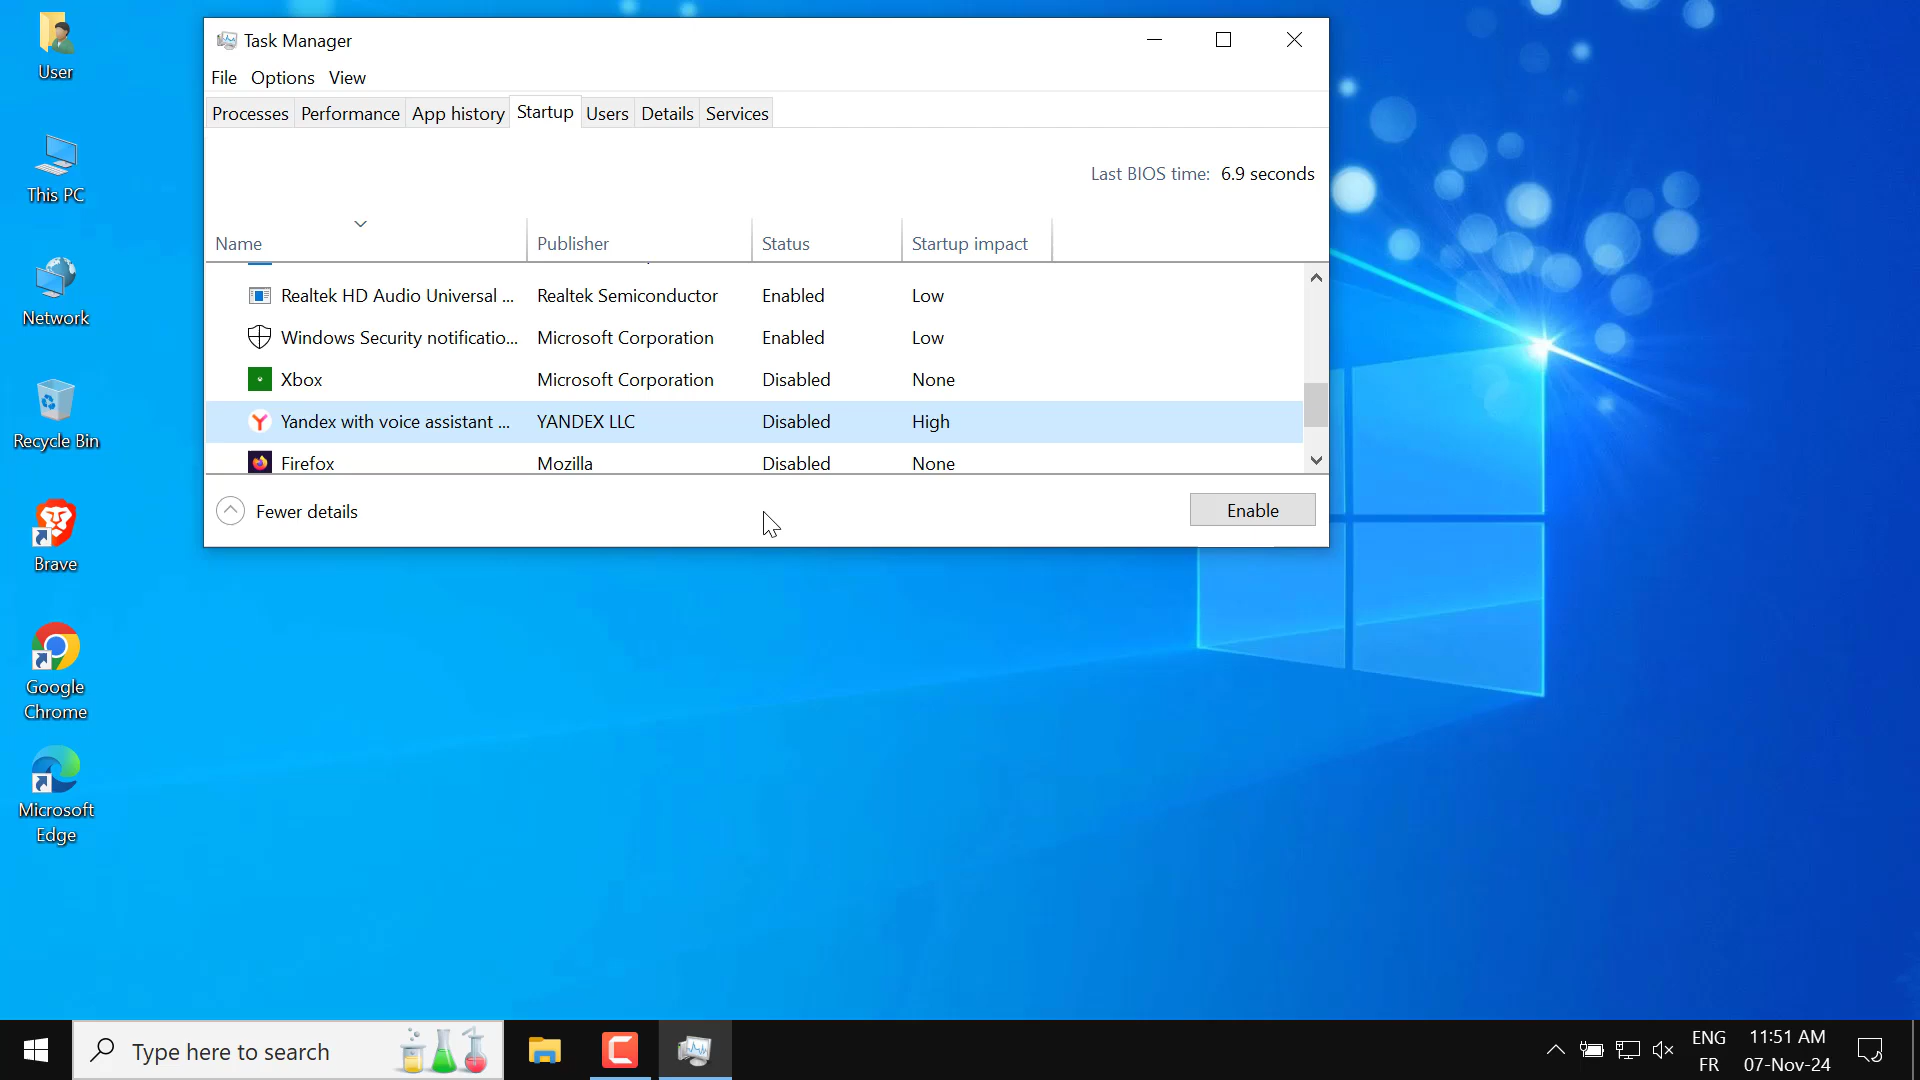 User
This PC
Network
Recycle Bin
Brave
Google
Chrome
Microsoft
Edge
Task Manager
File Options View
Processes Performance App history Startup Users Details Services
Last BIOS time: 6.9 seconds
Name Publisher Status Startup impact
Realtek HD Audio Universal ... Realtek Semiconductor Enabled Low
Windows Security notificatio... Microsoft Corporation Enabled Low
Xbox Microsoft Corporation Disabled None
Yandex with voice assistant ... YANDEX LLC Disabled High
Firefox Mozilla Disabled None
Fewer details Enable
Type here to search
ENG 11:51 AM
FR 07-Nov-24